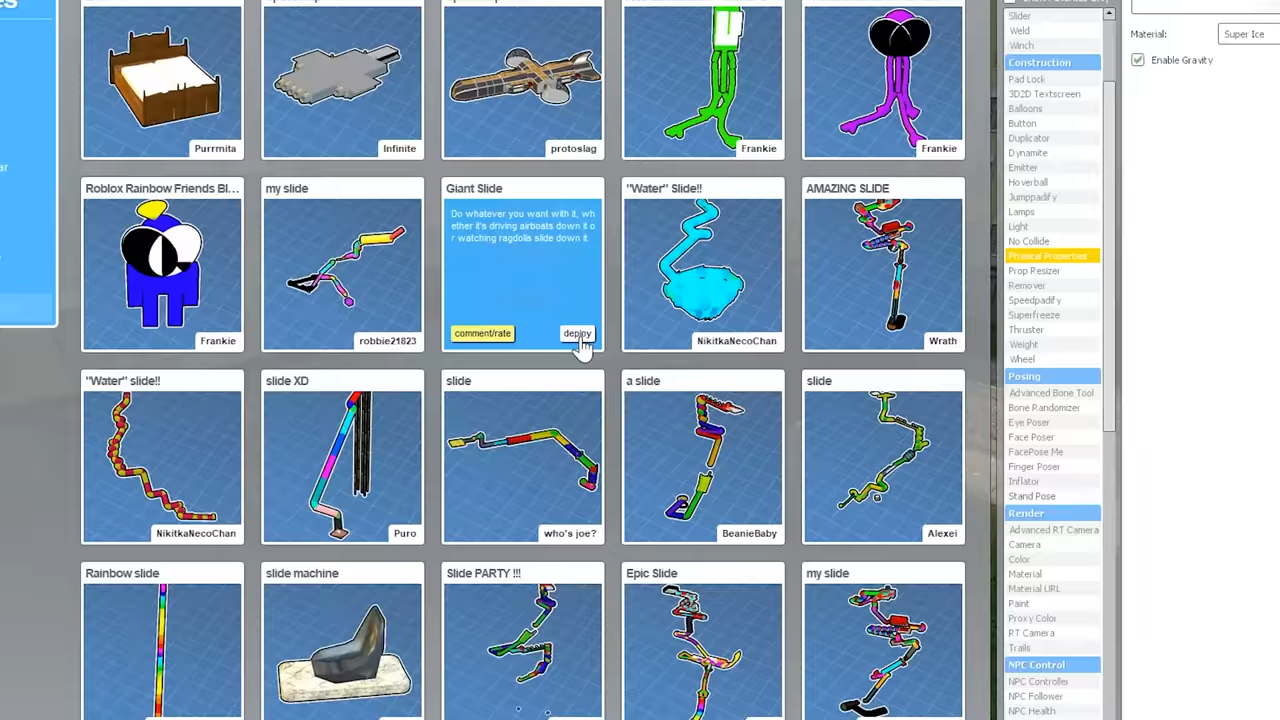 Purrmita
Infinite
protoslag
Frankie
Frankie
Roblox Rainbow Friends Bl...
my slide
Giant Slide
"Water" Slide!!
AMAZING SLIDE
Do whatever you want with it, wh
ether it's driving airboats down it o
r watching ragdolls slide down it
comment/rate
deploy
Frankie
robbie21823
NikitkaNecoChan
Wrath
"Water" slide!!
slide XD
slide
a slide
slide
NikitkaNecoChan
Puro
who's joe?
BeanieBaby
Alexei
Rainbow slide
slide machine
Slide PARTY !!!
Epic Slide
my slide
Slider
Weld
Winch
Construction
Pad Lock
3D2D Textscreen
Balloons
Button
Duplicator
Dynamite
Emitter
Hoverball
Jumppadify
Lamps
Light
No Collide
Physical Properties
Prop Resizer
Remover
Speedpadify
Superfreeze
Thruster
Weight
Wheel
Posing
Advanced Bone Tool
Bone Randomizer
Eye Poser
Face Poser
FacePose Me
Finger Poser
Inflator
Stand Pose
Render
Advanced RT Camera
Camera
Color
Material
Material URL
Paint
Proxy Color
RT Camera
Trails
NPC Control
NPC Controller
NPC Follower
NPC Health
Material:
Super Ice
Enable Gravity